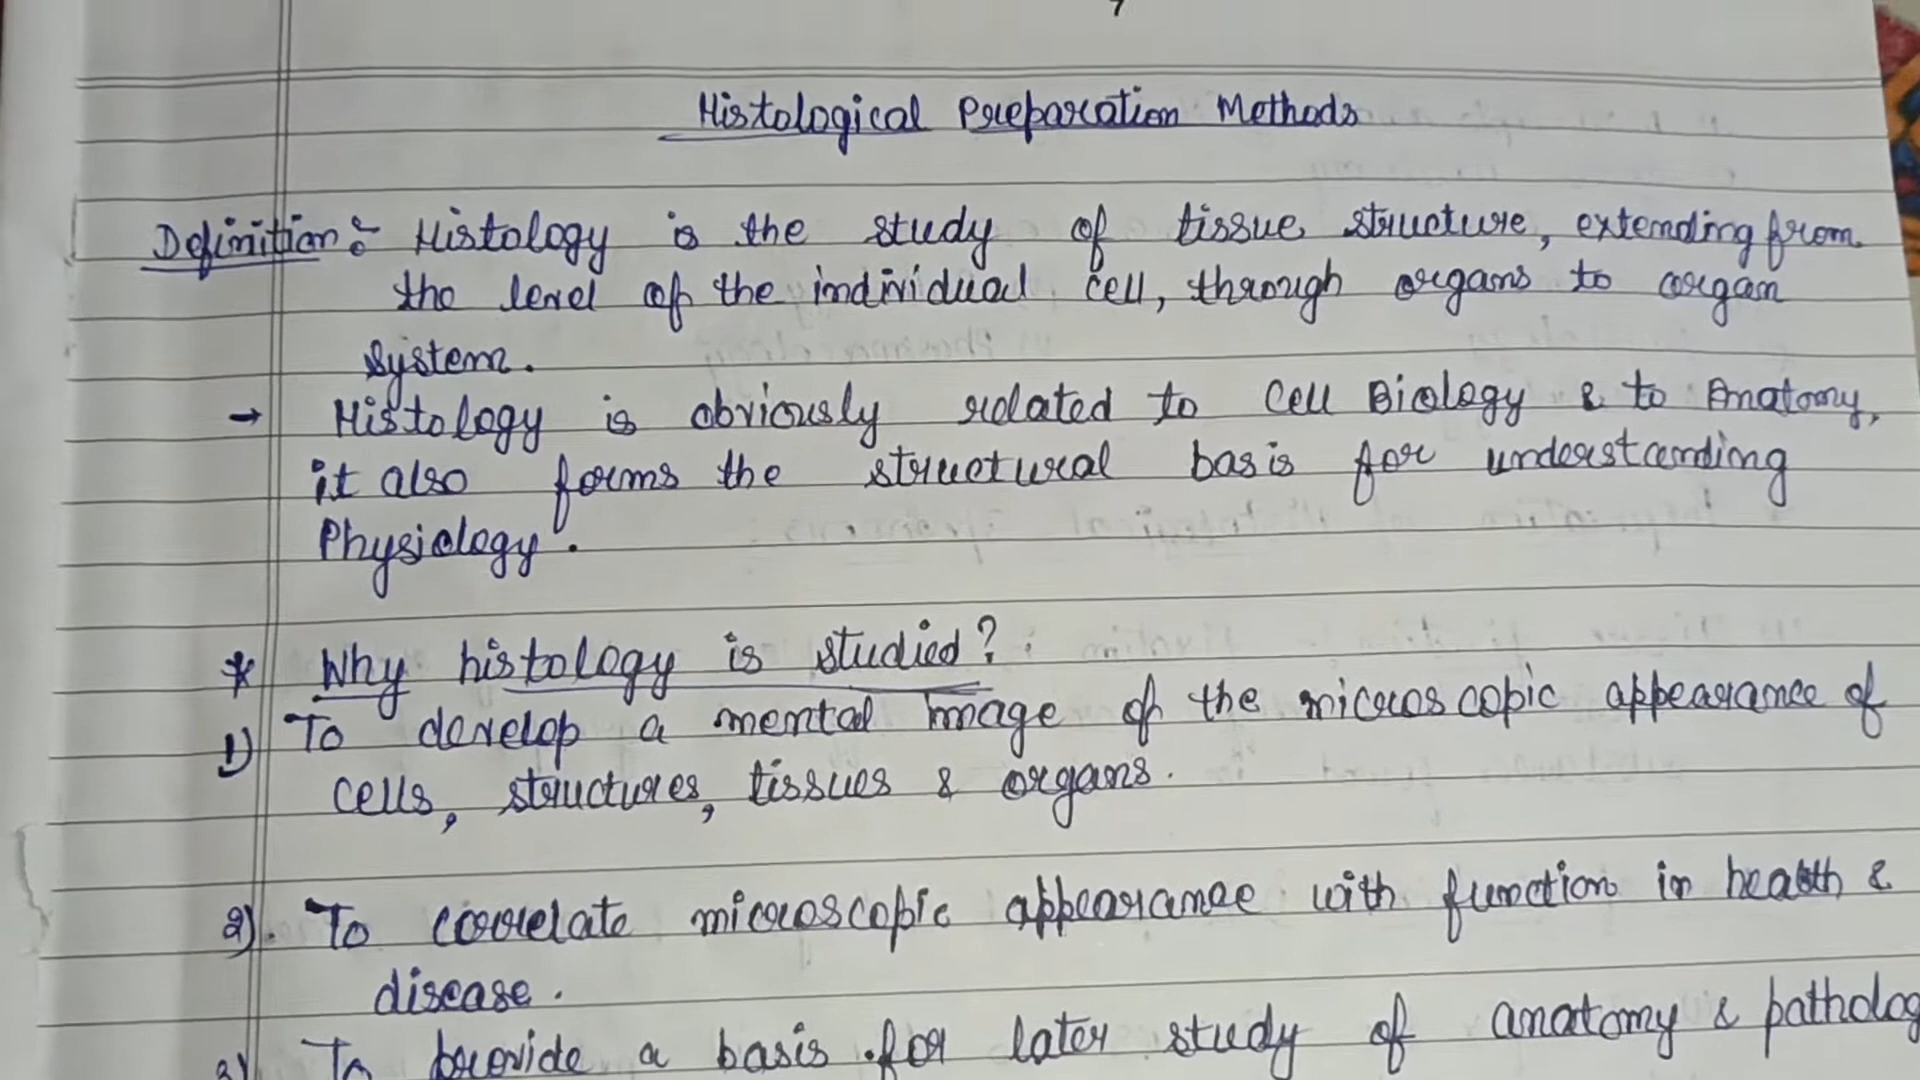 Histological Preparation Methods
Definition:- Histology is the study of tissue structure, extending from
the level of the individual cell, through organs to organ
system.
→ Histology is obviously related to Cell Biology & to Anatomy,
it also forms the structural basis for understanding
Physiology.
* Why histology is studied?
1) To develop a mental image of the microscopic appearance of
cells, structures, tissues & organs.
2). To correlate microscopic appearance with function in health &
disease.
3) To provide a basis for later study of anatomy & patholog